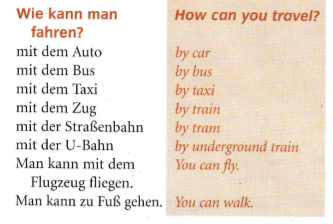 Wie kann man
fahren?
How can you travel?
mit dem Auto
by car
mit dem Bus
by bus
mit dem Taxi
by taxi
mit dem Zug
by train
mit der Straßenbahn
by tram
mit der U-Bahn
by underground train
Man kann mit dem
Flugzeug fliegen.
You can fly.
Man kann zu Fuß gehen.
You can walk.